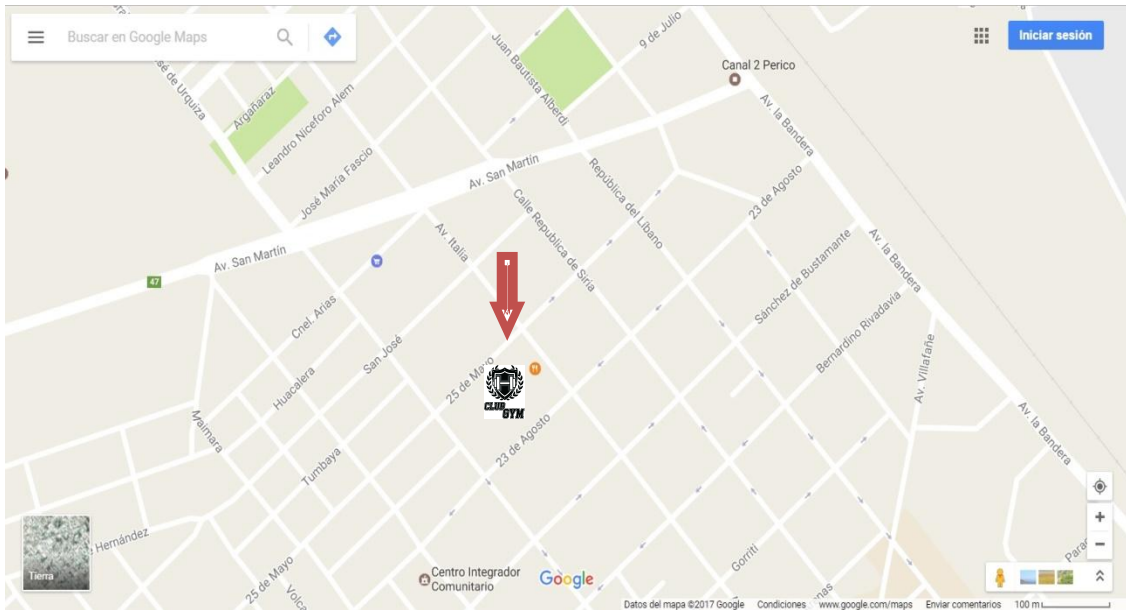 Buscar en Google Maps
Iniciar sesión
Canal 2 Perico
9 de Julio
Juan Bautista Alberdi
Av. la Bandera
Argañaraz
Leandro Niceforo Alem
José María Fascio
Av. San Martín
República del Líbano
23 de Agosto
Calle Republica de Siria
Av. Italia
Av. San Martín
47
Sánchez de Bustamante
Av. la Bandera
Bernardino Rivadavia
Cnel. Arias
San José
Huacalera
25 de Mayo
CLUB
GYM
Av. Villafañe
Av. la Bandera
Maimara
Tumbaya
23 de Agosto
Hernández
25 de Mayo
Centro Integrador
Comunitario
Google
Gorriti
Tierra
Datos del mapa ©2017 Google Condiciones www.google.com/maps Enviar comentarios 100 m